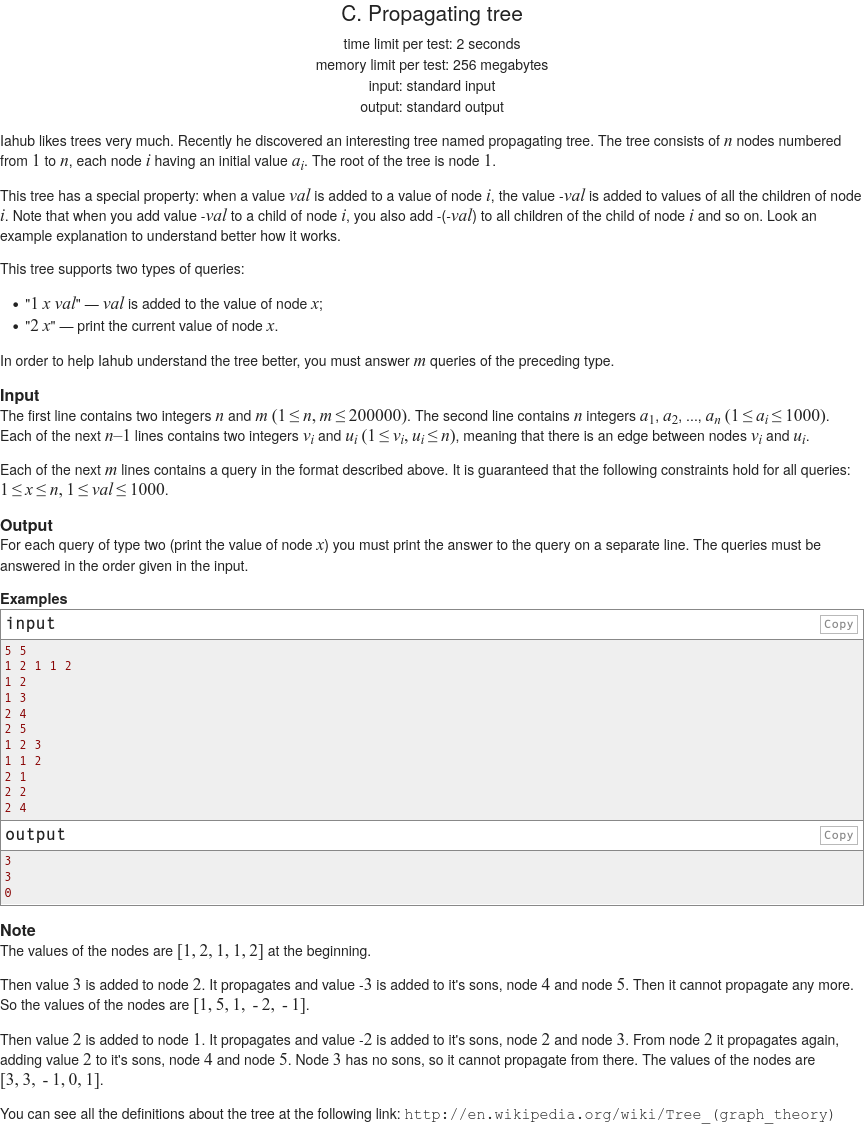 C. Propagating tree
time limit per test: 2 seconds
memory limit per test: 256 megabytes
input: standard input
output: standard output
Iahub likes trees very much. Recently he discovered an interesting tree named propagating tree. The tree consists of n nodes numbered
from 1 to n, each node i having an initial value a_i. The root of the tree is node 1.
This tree has a special property: when a value val is added to a value of node i, the value -val is added to values of all the children of node
i. Note that when you add value -val to a child of node i, you also add -(-val) to all children of the child of node i and so on. Look an
example explanation to understand better how it works.
This tree supports two types of queries:
• "1 x val" — val is added to the value of node x;
• "2 x" — print the current value of node x.
In order to help Iahub understand the tree better, you must answer m queries of the preceding type.
Input
The first line contains two integers n and m (1 ≤ n, m ≤ 200000). The second line contains n integers a_1, a_2, ..., a_n (1 ≤ a_i ≤ 1000).
Each of the next n–1 lines contains two integers v_i and u_i (1 ≤ v_i, u_i ≤ n), meaning that there is an edge between nodes v_i and u_i.
Each of the next m lines contains a query in the format described above. It is guaranteed that the following constraints hold for all queries:
1 ≤ x ≤ n, 1 ≤ val ≤ 1000.
Output
For each query of type two (print the value of node x) you must print the answer to the query on a separate line. The queries must be
answered in the order given in the input.
Examples
input Copy
5 5
1 2 1 1 2
1 2
1 3
2 4
2 5
1 2 3
1 1 2
2 1
2 2
2 4
output Copy
3
3
0
Note
The values of the nodes are [1, 2, 1, 1, 2] at the beginning.
Then value 3 is added to node 2. It propagates and value -3 is added to it's sons, node 4 and node 5. Then it cannot propagate any more.
So the values of the nodes are [1, 5, 1, - 2, - 1].
Then value 2 is added to node 1. It propagates and value -2 is added to it's sons, node 2 and node 3. From node 2 it propagates again,
adding value 2 to it's sons, node 4 and node 5. Node 3 has no sons, so it cannot propagate from there. The values of the nodes are
[3, 3, - 1, 0, 1].
You can see all the definitions about the tree at the following link: http://en.wikipedia.org/wiki/Tree_(graph_theory)